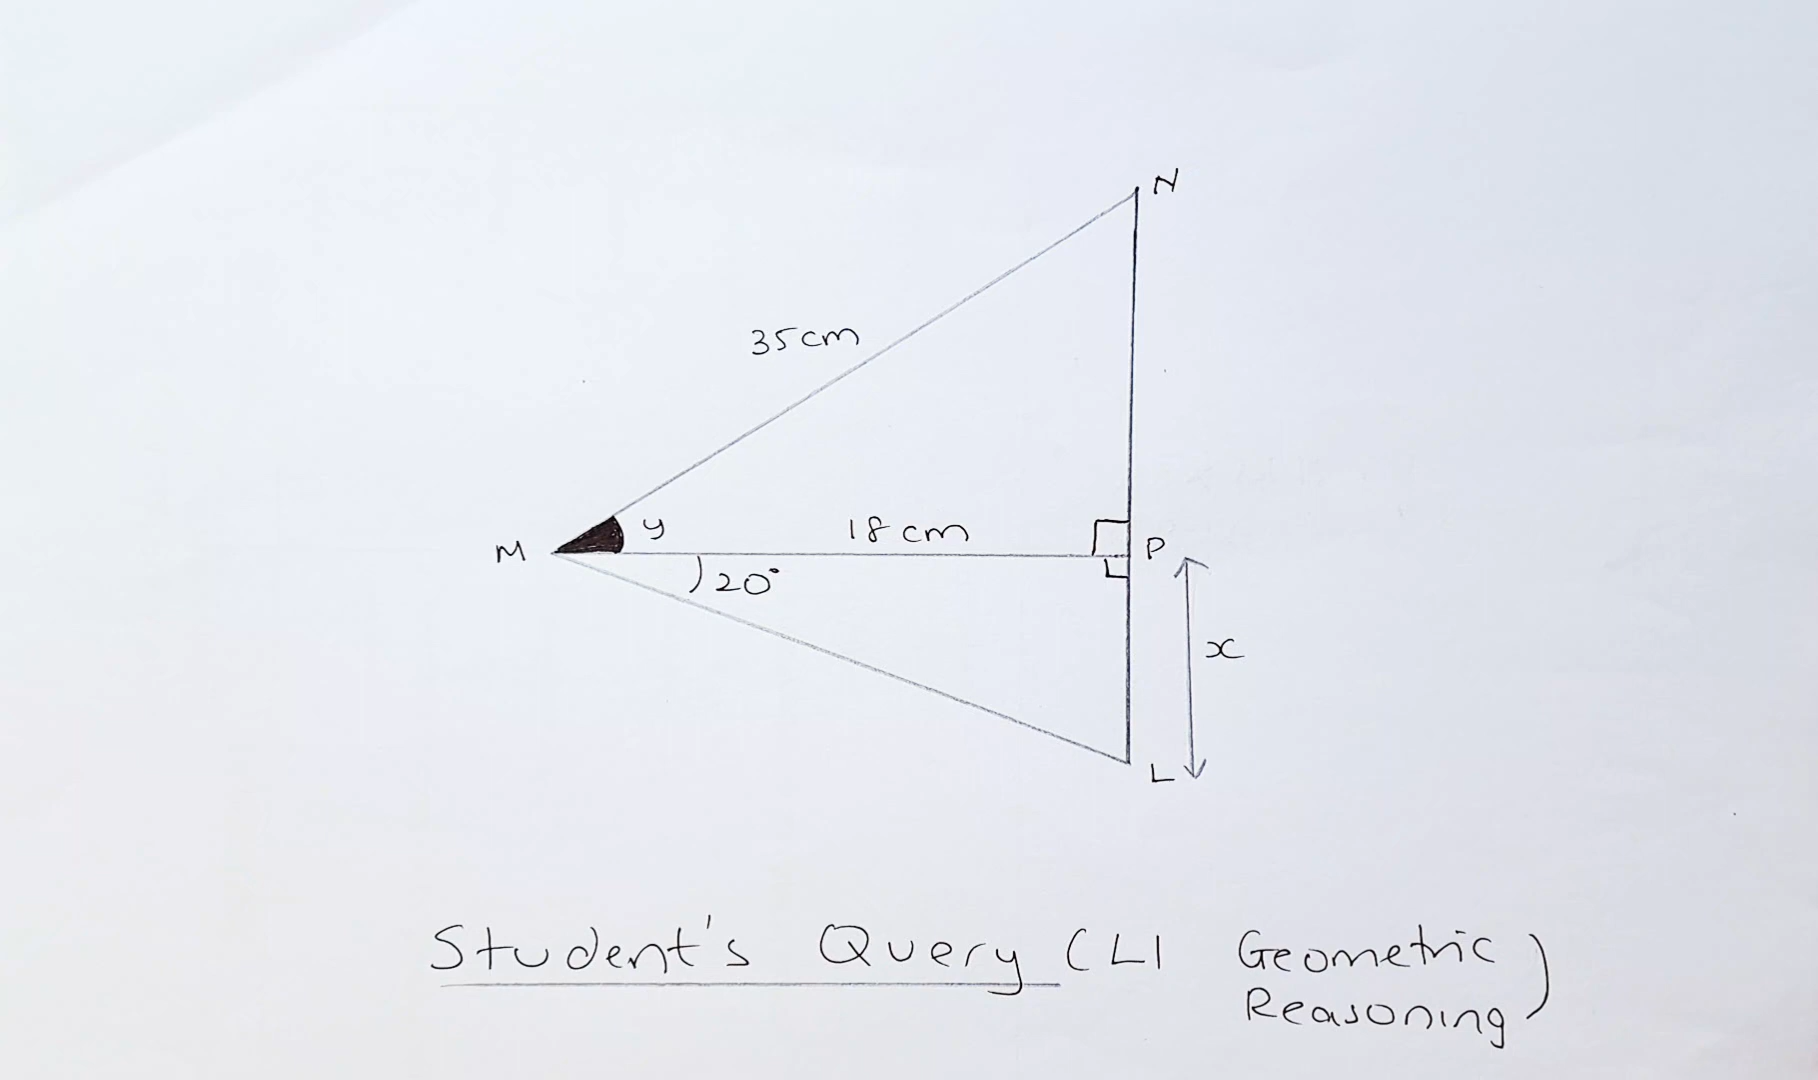 N
35cm
M
y
18 cm
P
20°
x
L
Student's Query (L1 Geometric
Reasoning)